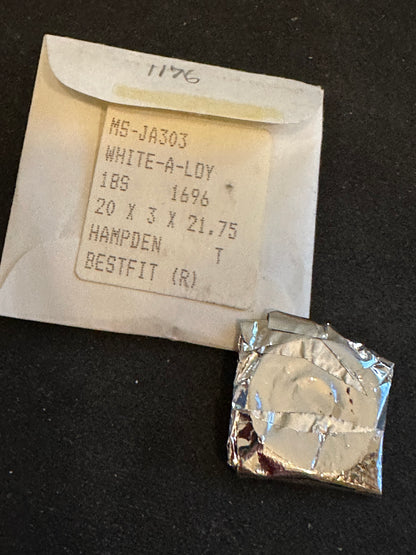 1176
MS-JA303
WHITE-A-LOY
18S 1696
20 X 3 X 21.75
HAMPDEN T
BESTFIT (R)